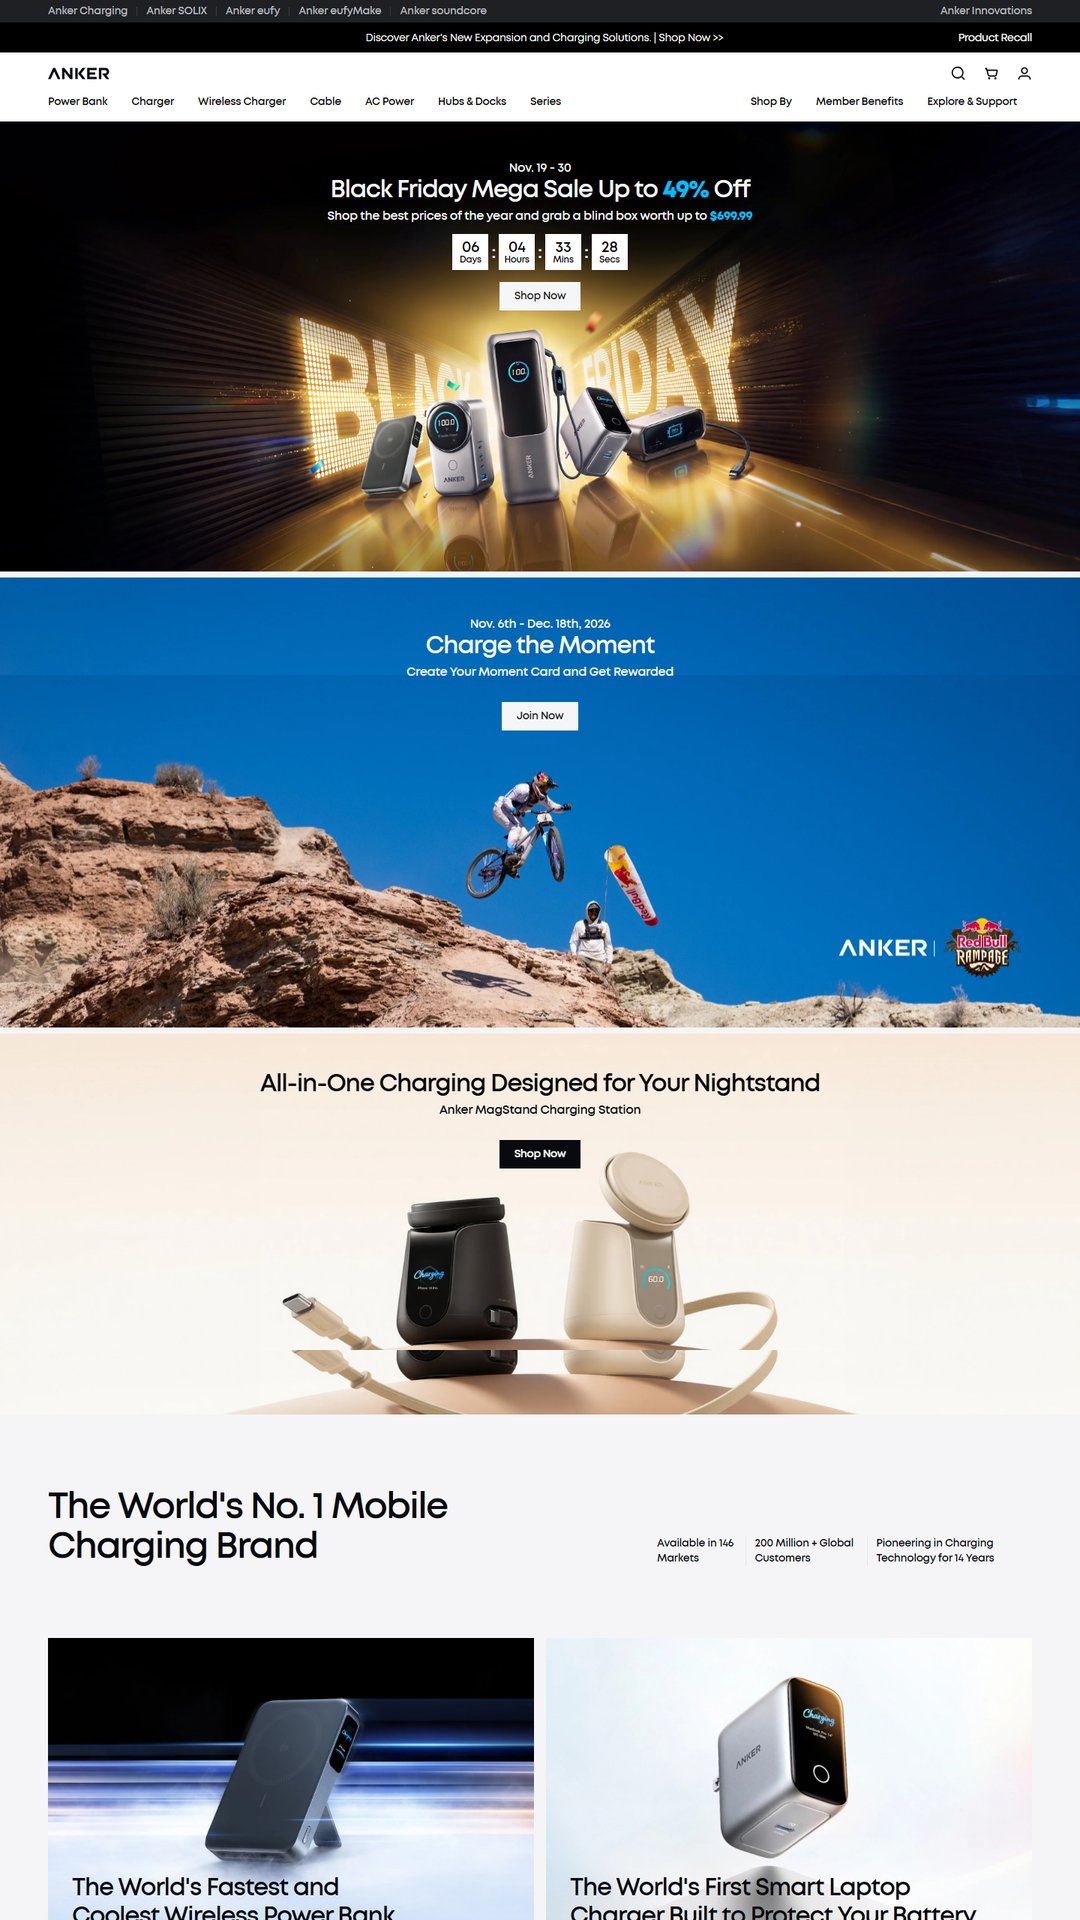 Anker Charging
Anker SOLIX
Anker eufy
Anker eufyMake
Anker soundcore
Anker Innovations
Discover Anker's New Expansion and Charging Solutions. | Shop Now >>
Product Recall
ANKER
Power Bank
Charger
Wireless Charger
Cable
AC Power
Hubs & Docks
Series
Shop By
Member Benefits
Explore & Support
Nov. 19 - 30
Black Friday Mega Sale Up to 49% Off
Shop the best prices of the year and grab a blind box worth up to $699.99
06 : 04 : 33 : 28
Days Hours Mins Secs
Shop Now
BLACK FRIDAY
100
100.0
Charging
ANKER
ANKER
ANKER
Nov. 6th - Dec. 18th, 2026
Charge the Moment
Create Your Moment Card and Get Rewarded
Join Now
Red Bull
ANKER | Red Bull
RAMPAGE
All-in-One Charging Designed for Your Nightstand
Anker MagStand Charging Station
Shop Now
ANKER
Charging
60.0
The World's No. 1 Mobile
Charging Brand
Available in 146
Markets
200 Million + Global
Customers
Pioneering in Charging
Technology for 14 Years
Charging
ANKER
The World's Fastest and
Coolest Wireless Power Bank
The World's First Smart Laptop
Charger Built to Protect Your Battery